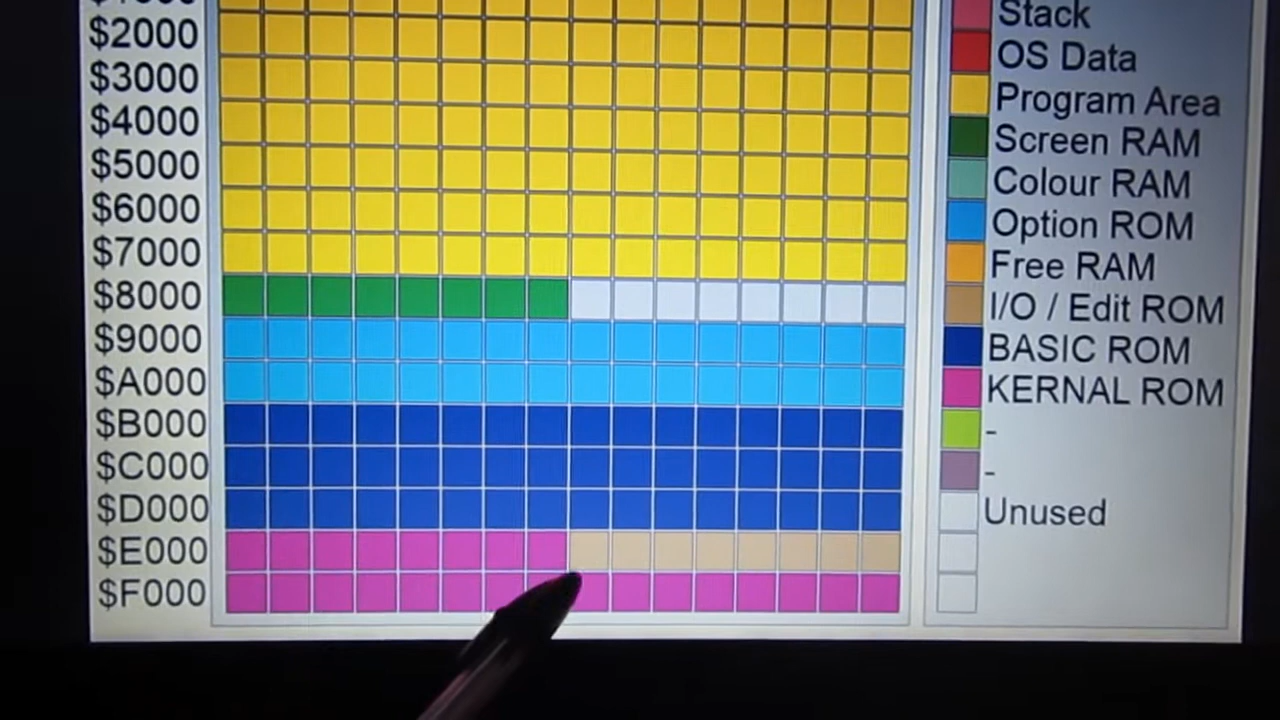 $2000
$3000
$4000
$5000
$6000
$7000
$8000
$9000
$A000
$B000
$C000
$D000
$E000
$F000
Stack
OS Data
Program Area
Screen RAM
Colour RAM
Option ROM
Free RAM
I/O / Edit ROM
BASIC ROM
KERNAL ROM
-
-
Unused